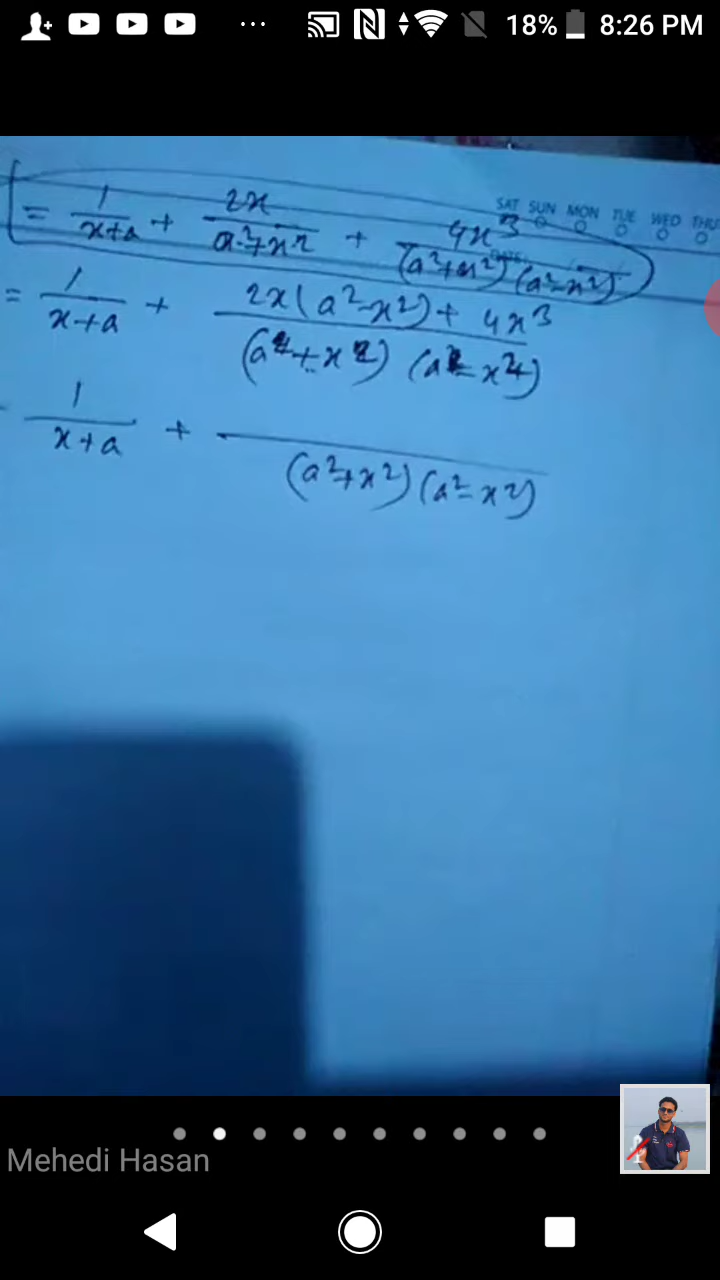 18% 8:26 PM
SAT SUN MON TUE WED THU
= 1/(x+a) + 2x/(a²+x²) + 4x³/((a²+x²)(a²-x²))
= 1/(x+a) + (2x(a²-x²) + 4x³)/((a²+x²)(a²-x²))
- 1/(x+a) + /((a²+x²)(a²-x²))
Mehedi Hasan